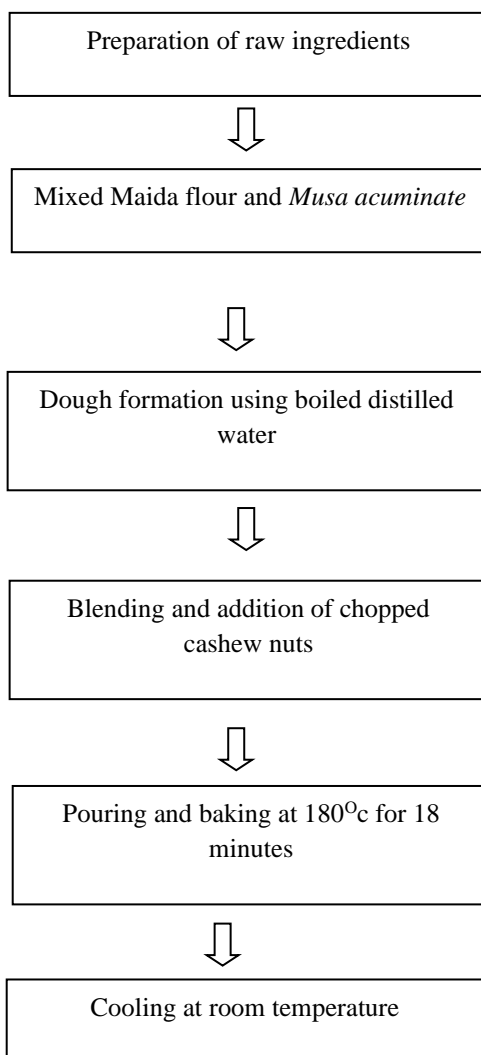 Preparation of raw ingredients
Mixed Maida flour and Musa acuminate
Dough formation using boiled distilled
water
Blending and addition of chopped
cashew nuts
Pouring and baking at 180ᴼc for 18
minutes
Cooling at room temperature